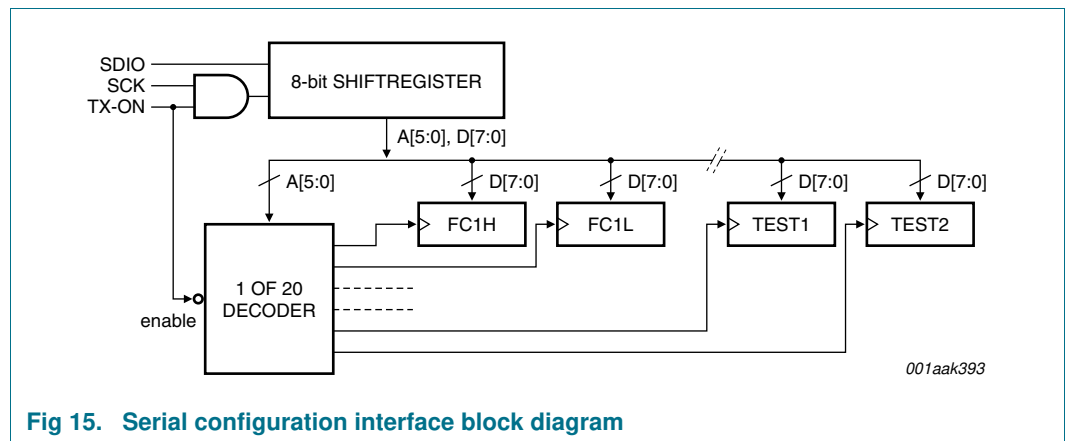 SDIO
SCK
TX-ON
8-bit SHIFTREGISTER
A[5:0], D[7:0]
A[5:0]
D[7:0]
D[7:0]
D[7:0]
D[7:0]
FC1H
FC1L
TEST1
TEST2
1 OF 20
DECODER
enable
001aak393
Fig 15. Serial configuration interface block diagram